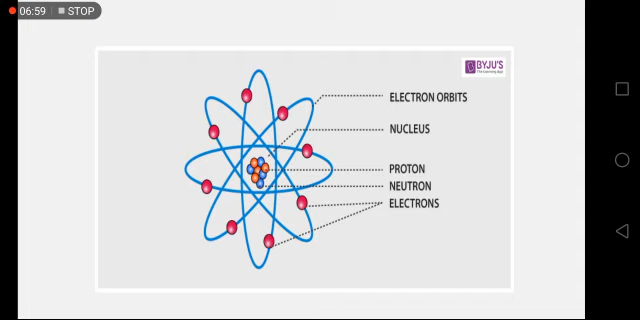 06:59 STOP
BYJU'S
The Learning App
ELECTRON ORBITS
NUCLEUS
PROTON
NEUTRON
ELECTRONS